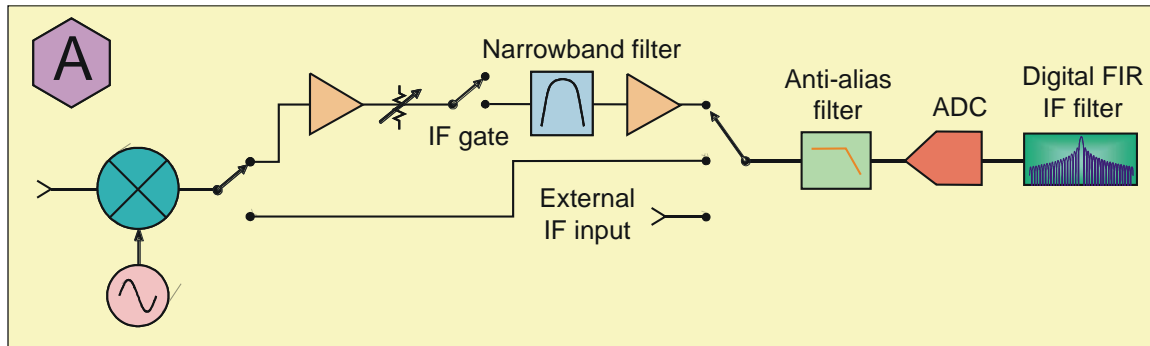 A
Narrowband filter
IF gate
Anti-alias
filter
ADC
Digital FIR
IF filter
External
IF input